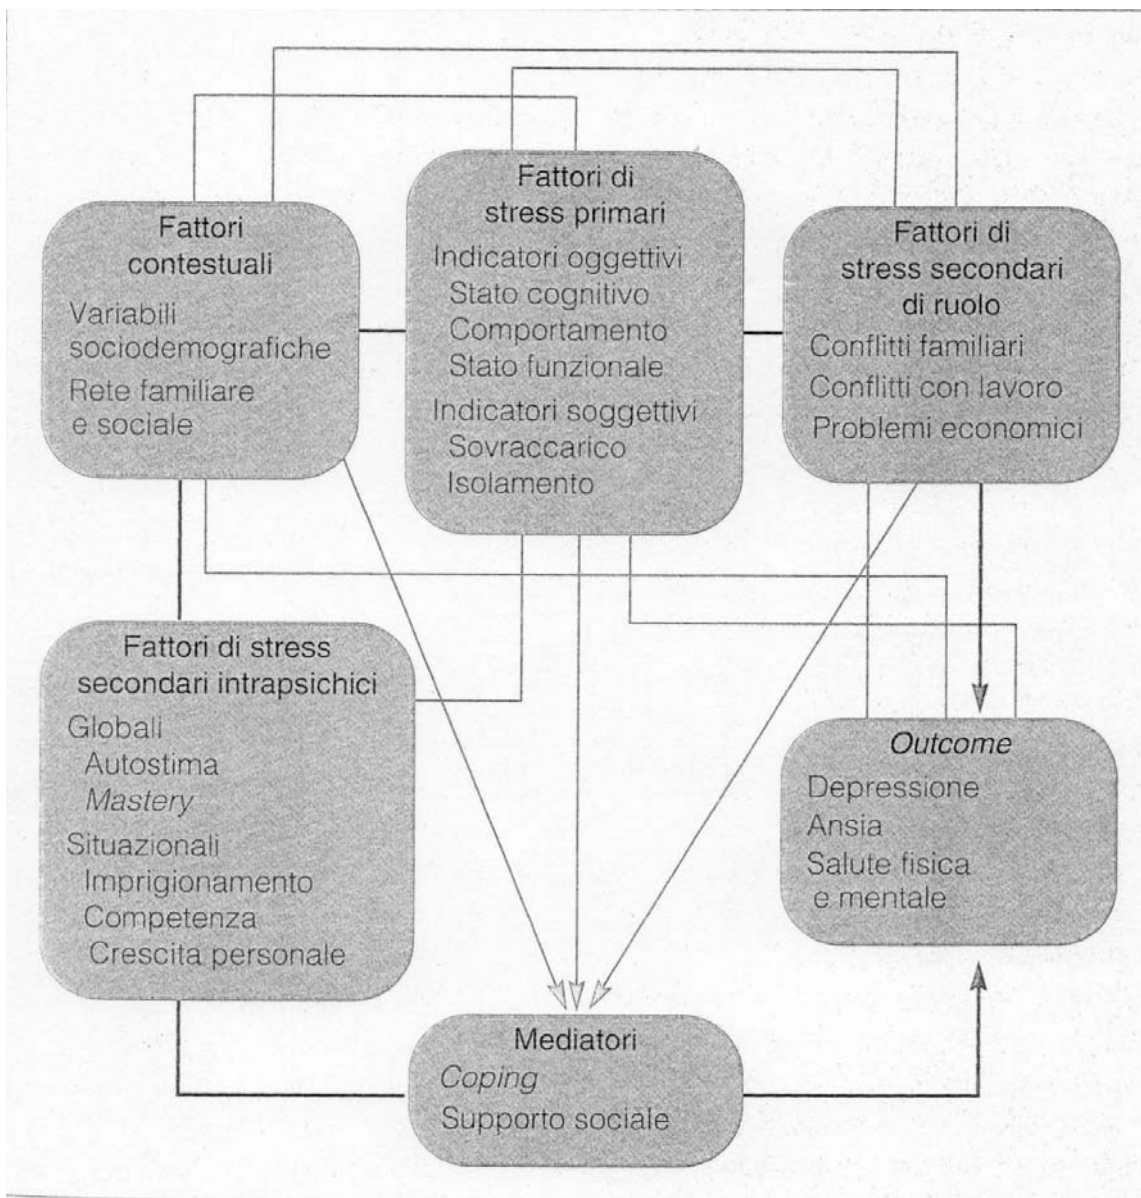 Fattori
contestuali
Variabili
sociodemografiche
Rete familiare
e sociale
Fattori di
stress primari
Indicatori oggettivi
Stato cognitivo
Comportamento
Stato funzionale
Indicatori soggettivi
Sovraccarico
Isolamento
Fattori di
stress secondari
di ruolo
Conflitti familiari
Conflitti con lavoro
Problemi economici
Fattori di stress
secondari intrapsichici
Globali
Autostima
Mastery
Situazionali
Imprigionamento
Competenza
Crescita personale
Outcome
Depressione
Ansia
Salute fisica
e mentale
Mediatori
Coping
Supporto sociale